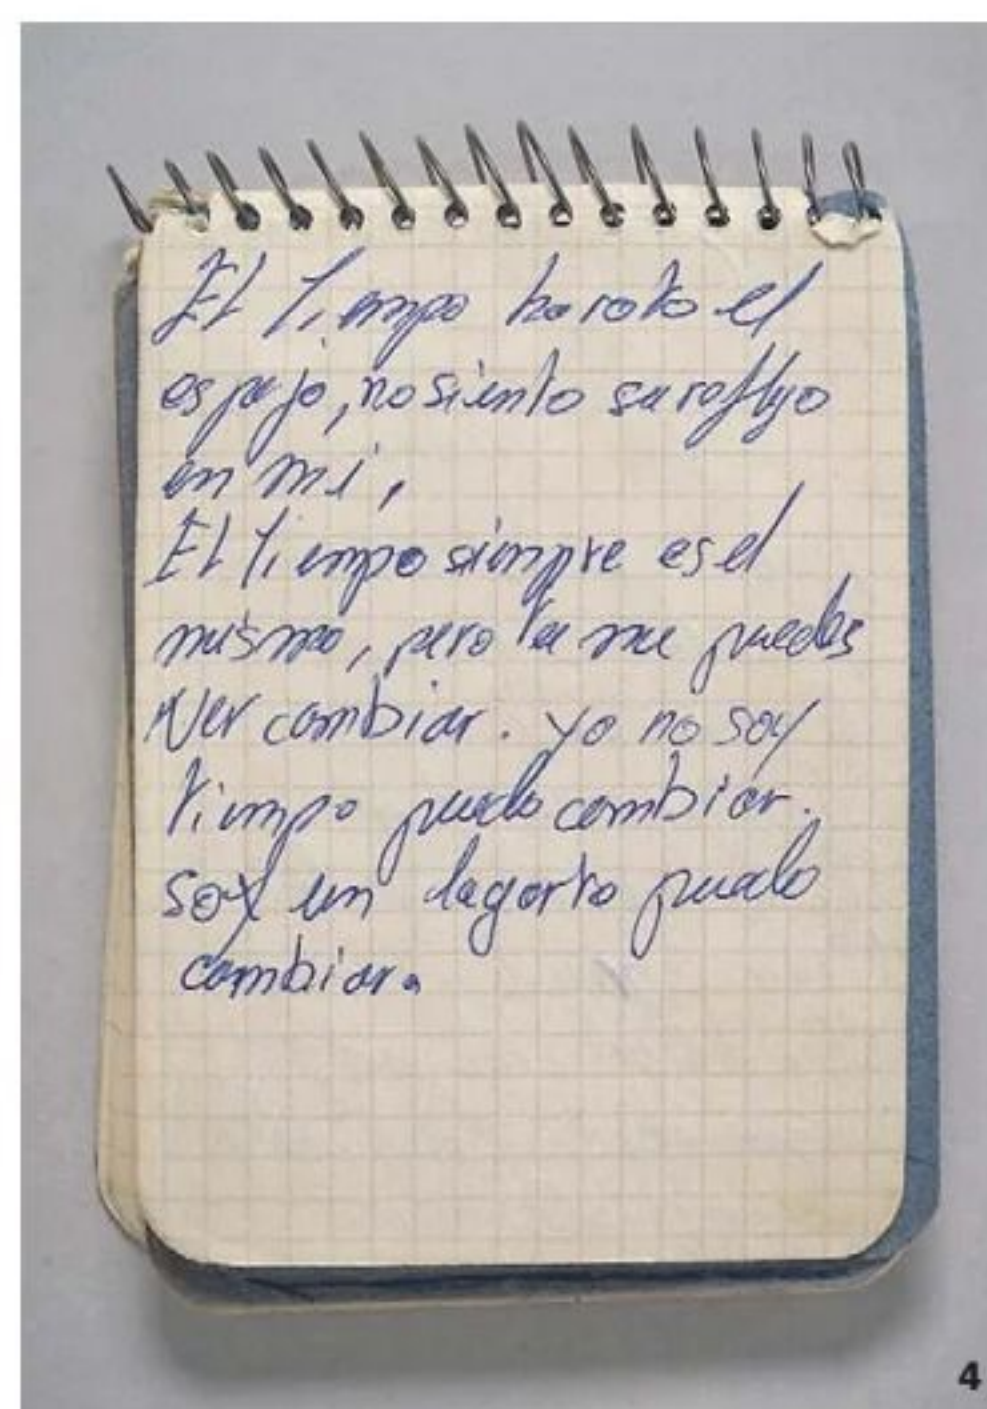 El tiempo ha roto el
espejo, no siento su reflejo
en mi,
El tiempo siempre es el
mismo, pero tu me puedes
ver cambiar. yo no soy
tiempo puedo cambiar.
soy un lagarto puedo
cambiar.
4